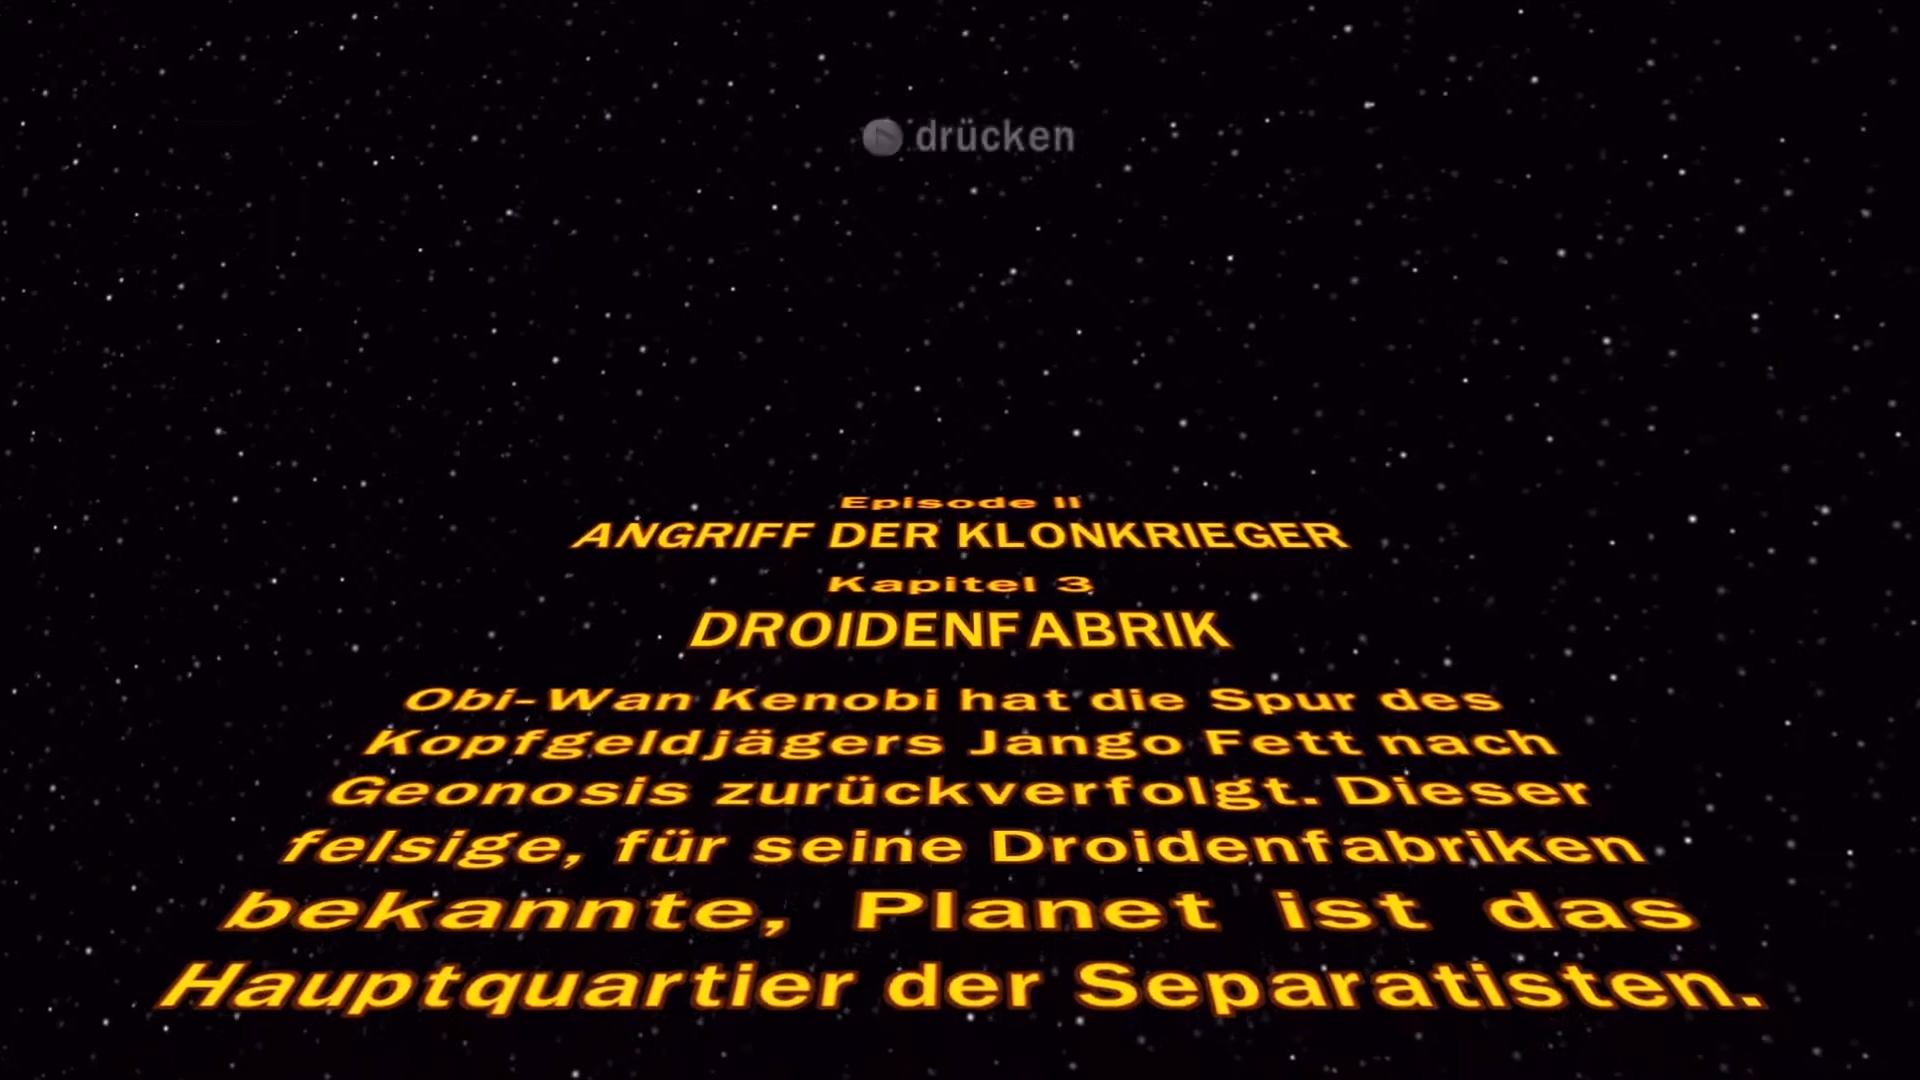 drücken
Episode II
ANGRIFF DER KLONKRIEGER
Kapitel 3
DROIDENFABRIK
Obi-Wan Kenobi hat die Spur des
Kopfgeldjägers Jango Fett nach
Geonosis zurückverfolgt. Dieser
felsige, für seine Droidenfabriken
bekannte, Planet ist das
Hauptquartier der Separatisten.